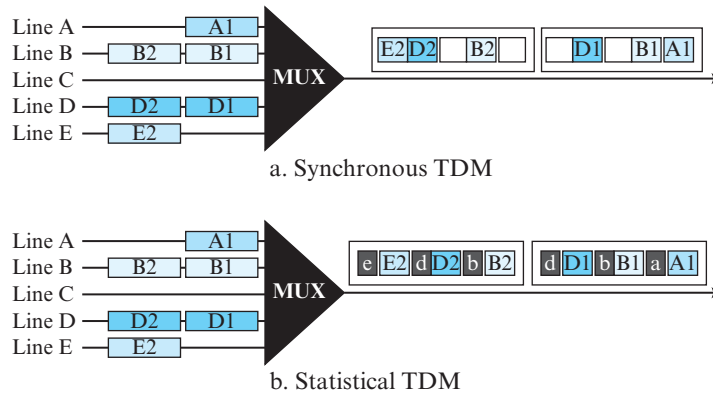 Line A A1
Line B B2 B1
Line C
Line D D2 D1
Line E E2
MUX
E2 D2 B2 D1 B1 A1
a. Synchronous TDM
Line A A1
Line B B2 B1
Line C
Line D D2 D1
Line E E2
MUX
e E2 d D2 b B2 d D1 b B1 a A1
b. Statistical TDM